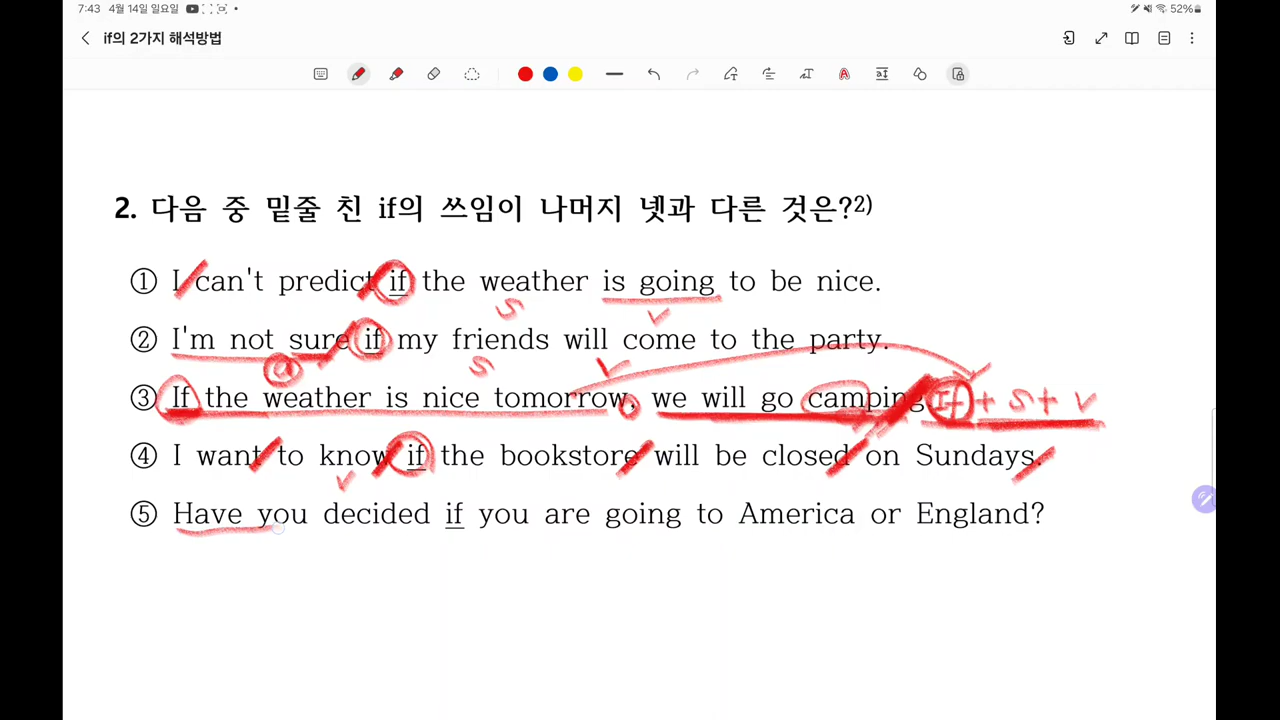 7:43 4월 14일 일요일
52%
if의 2가지 해석방법
2. 다음 중 밑줄 친 if의 쓰임이 나머지 넷과 다른 것은?2)
① I can't predict if the weather is going to be nice.
S V
② I'm not sure if my friends will come to the party.
a S V
③ If the weather is nice tomorrow, we will go camping If + S + V
④ I want to know if the bookstore will be closed on Sundays.
V
⑤ Have you decided if you are going to America or England?